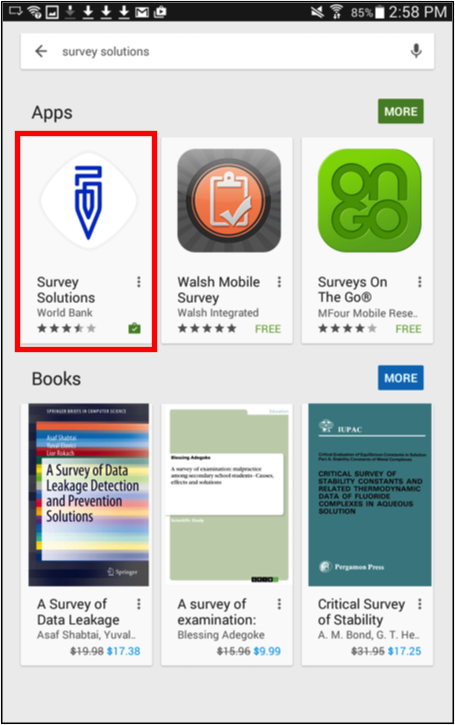 85% 2:58 PM
survey solutions
Apps
MORE
onGO
Survey
Solutions
World Bank
Walsh Mobile
Survey
Walsh Integrated
FREE
Surveys On
The Go®
MFour Mobile Rese..
FREE
Books
MORE
SPRINGER BRIEFS IN COMPUTER SCIENCE
Asaf Shabtai
Yuval Elovici
Lior Rokach
A Survey of Data
Leakage Detection
and Prevention
Solutions
Springer
Blessing Adegoke
A survey of examination malpractice
among secondary school students- Causes,
effects and solutions
Scientific Study
IUPAC
Critical Evaluation of Equilibrium Constants in Solution
Part A: Stability Constants of Metal Complexes
CRITICAL SURVEY OF
STABILITY CONSTANTS AND
RELATED THERMODYNAMIC
DATA OF FLUORIDE
COMPLEXES IN AQUEOUS
SOLUTION
Pergamon Press
A Survey of
Data Leakage
Asaf Shabtai, Yuval..
$19.98 $17.38
A survey of
examination:
Blessing Adegoke
$15.96 $9.99
Critical Survey
of Stability
A. M. Bond, G. T. He..
$31.95 $17.25